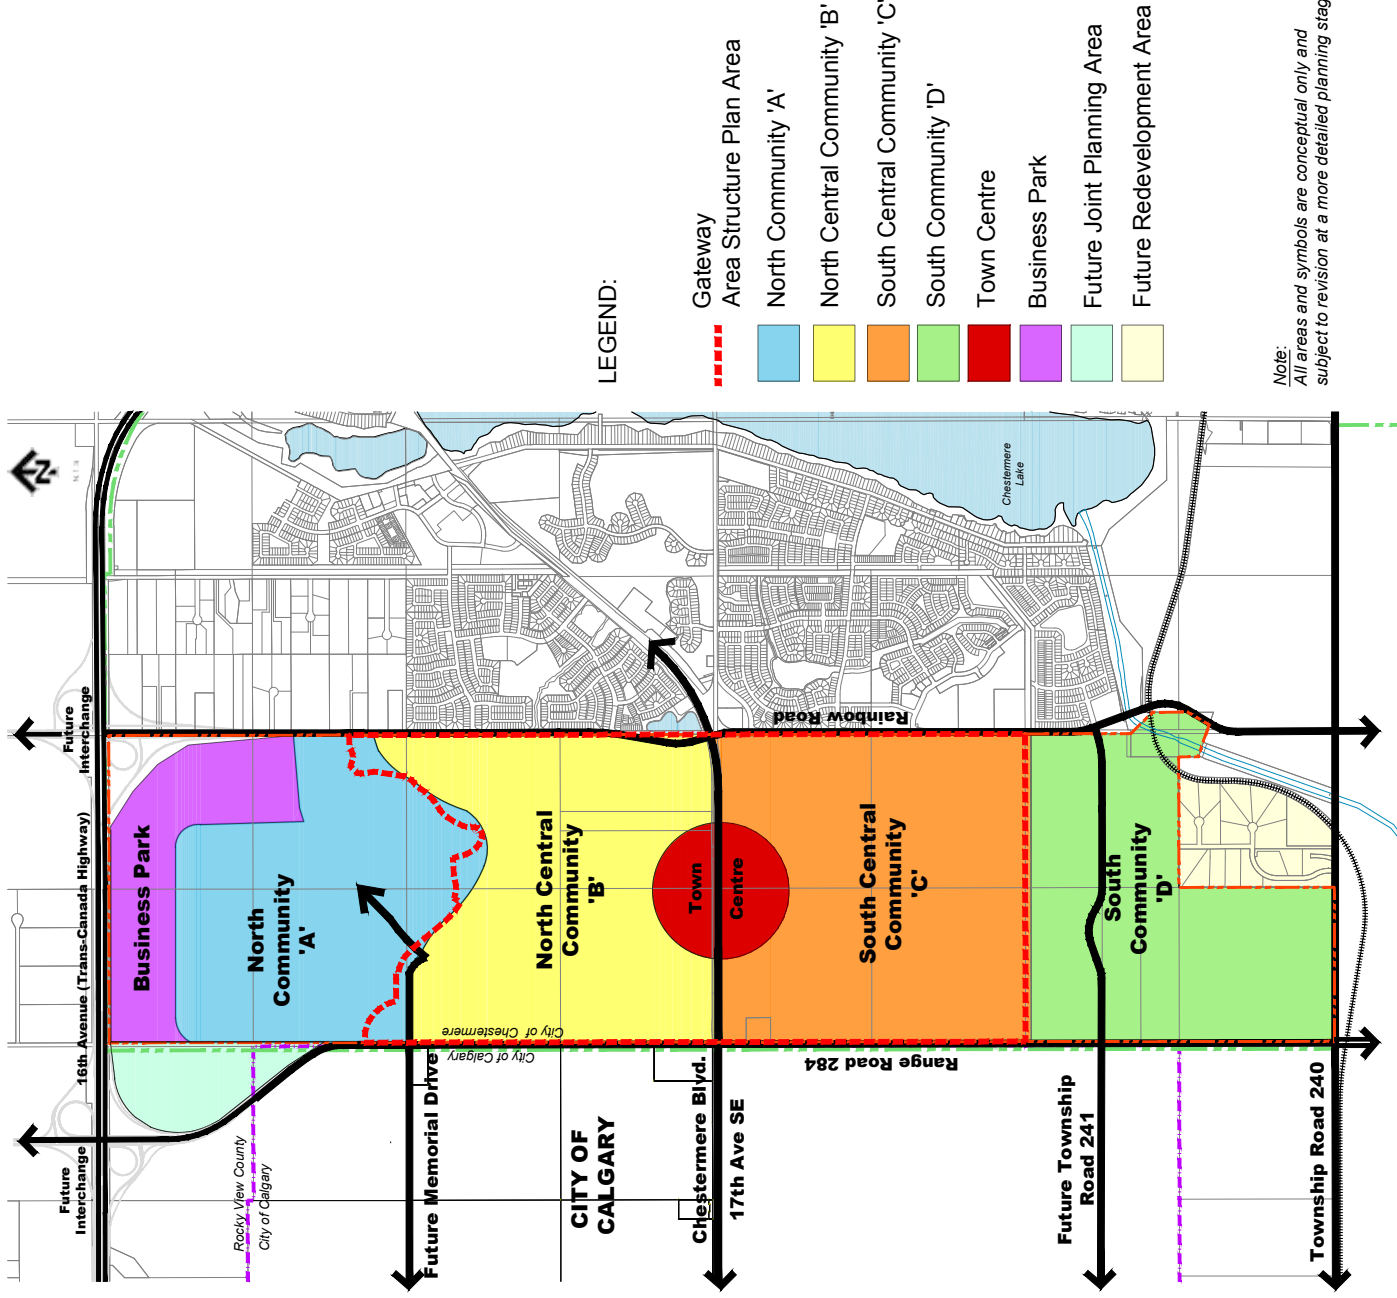 LEGEND:
Gateway
Area Structure Plan Area
North Community 'A'
North Central Community 'B'
South Central Community 'C'
South Community 'D'
Town Centre
Business Park
Future Joint Planning Area
Future Redevelopment Area
Note:
All areas and symbols are conceptual only and
subject to revision at a more detailed planning stag
N
Future
Interchange
16th Avenue (Trans-Canada Highway)
Future
Interchange
Business Park
North
Community
'A'
North Central
Community
'B'
Town
Centre
South Central
Community
'C'
South
Community
'D'
Rainbow Road
Range Road 284
City of Chestermere
City of Calgary
Rocky View County
City of Calgary
Future Memorial Drive
CITY OF
CALGARY
Chestermere Blvd.
17th Ave SE
Future Township
Road 241
Township Road 240
Chestermere
Lake